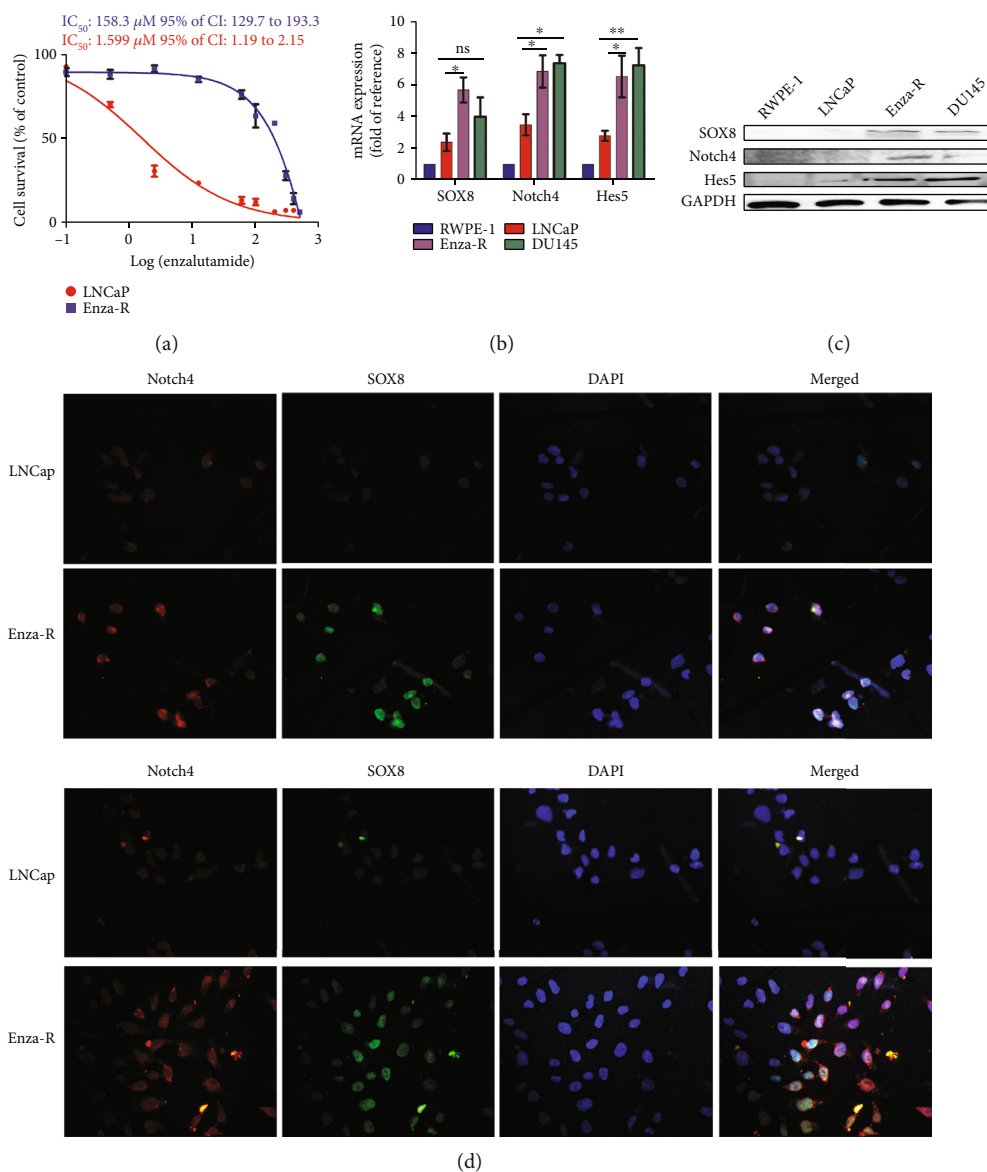 IC50: 158.3 μM 95% of CI: 129.7 to 193.3
IC50: 1.599 μM 95% of CI: 1.19 to 2.15
Cell survival (% of control)
100
50
0
−1
0
1
2
3
Log (enzalutamide)
LNCaP
Enza-R
(a)
mRNA expression
(fold of reference)
10
8
6
4
2
0
ns
*
*
*
**
*
SOX8
Notch4
Hes5
RWPE-1
LNCaP
Enza-R
DU145
(b)
RWPE-1
LNCaP
Enza-R
DU145
SOX8
Notch4
Hes5
GAPDH
(c)
Notch4
SOX8
DAPI
Merged
LNCap
Enza-R
Notch4
SOX8
DAPI
Merged
LNCap
Enza-R
(d)